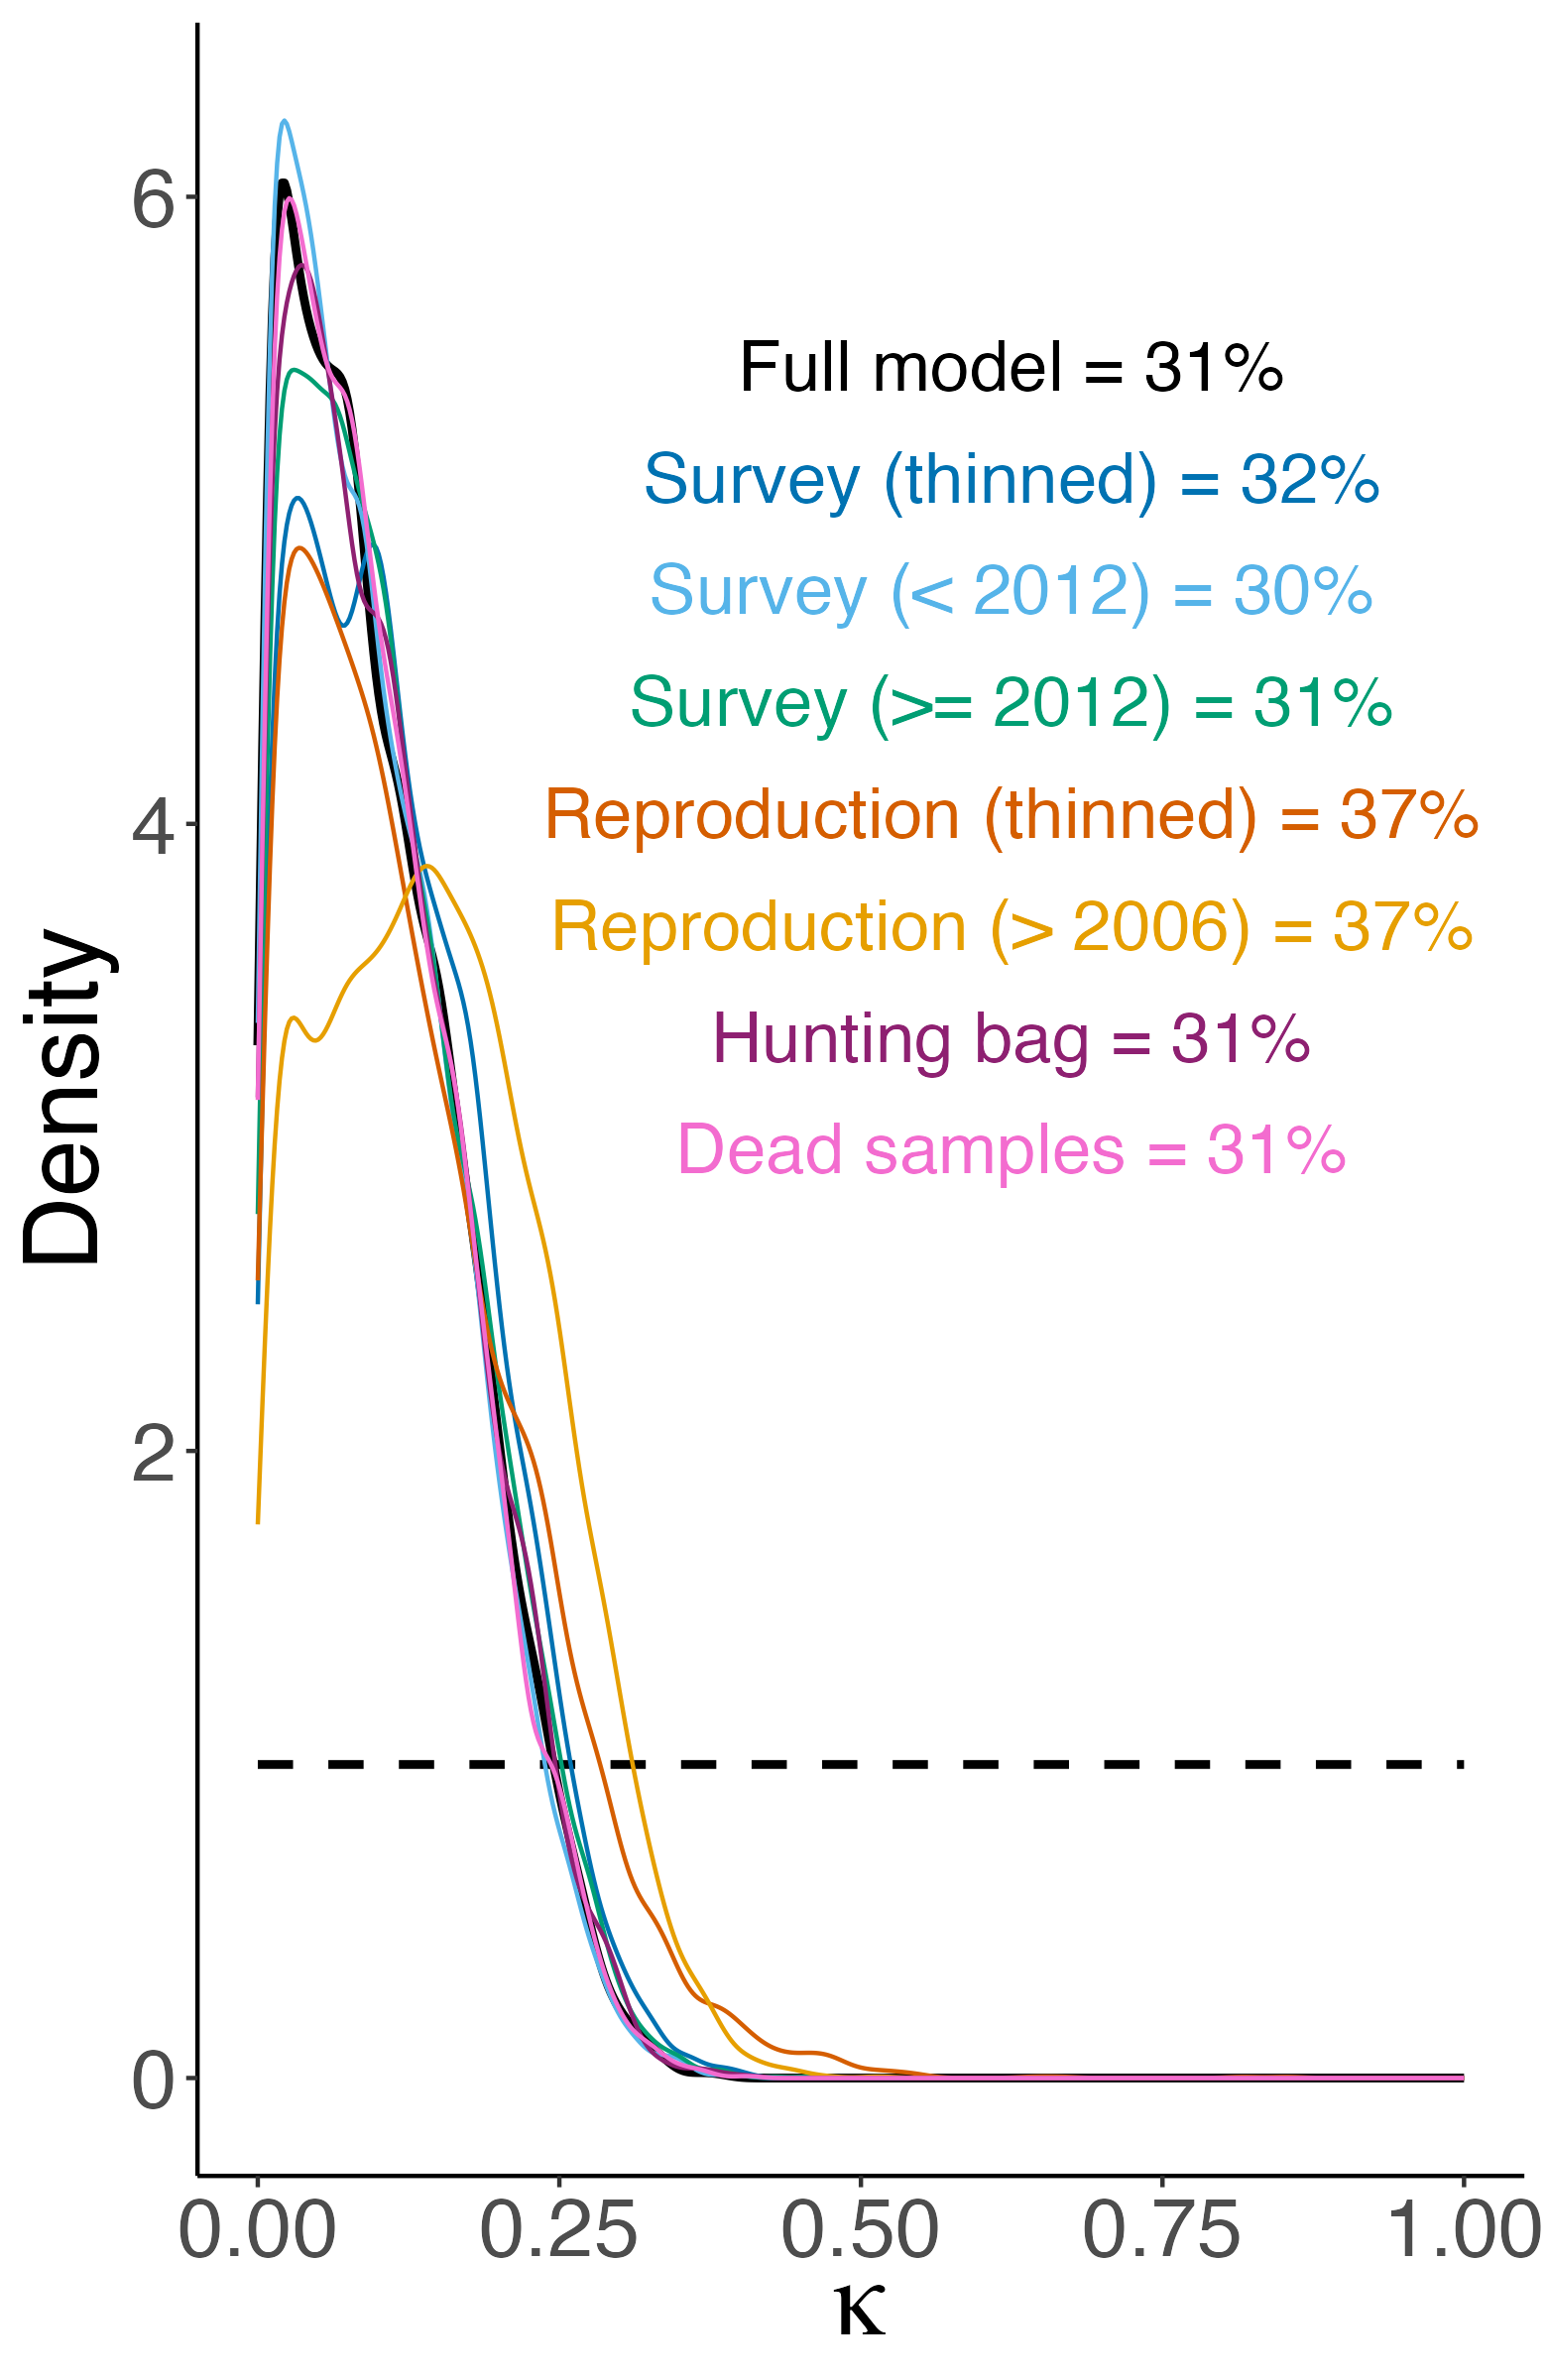 Full model = 31%
Survey (thinned) = 32%
Survey (< 2012) = 30%
Survey (>= 2012) = 31%
Reproduction (thinned) = 37%
Reproduction (> 2006) = 37%
Hunting bag = 31%
Dead samples = 31%
Density
6
4
2
0
0.00 0.25 0.50 0.75 1.00
κ